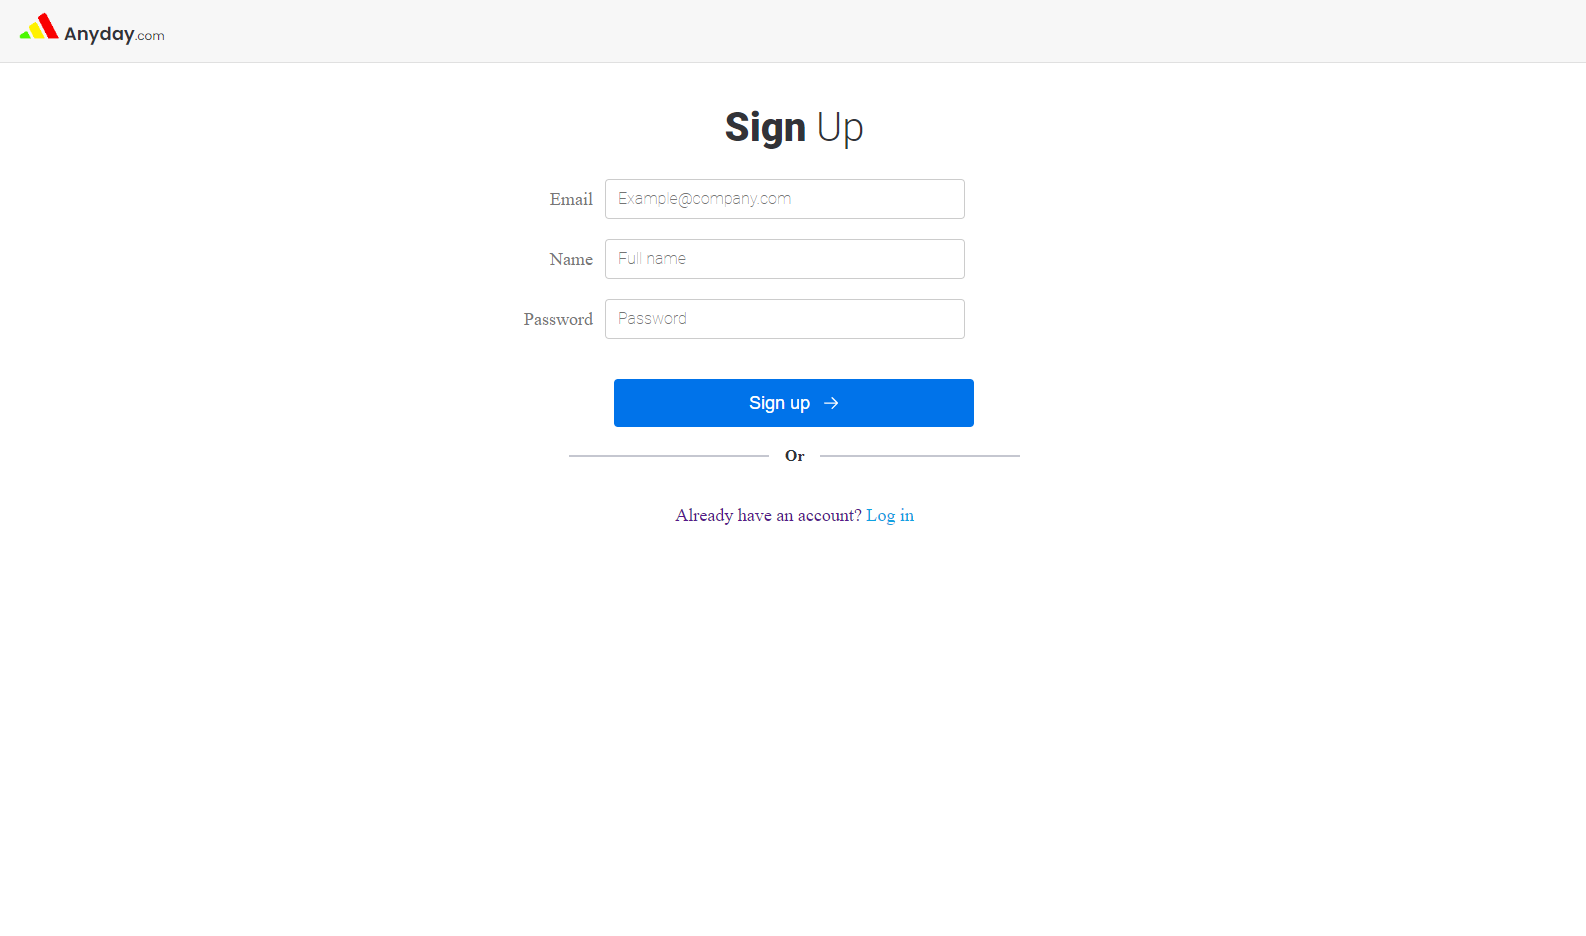 Anyday.com
Sign Up
Email Example@company.com
Name Full name
Password Password
Sign up →
Or
Already have an account? Log in